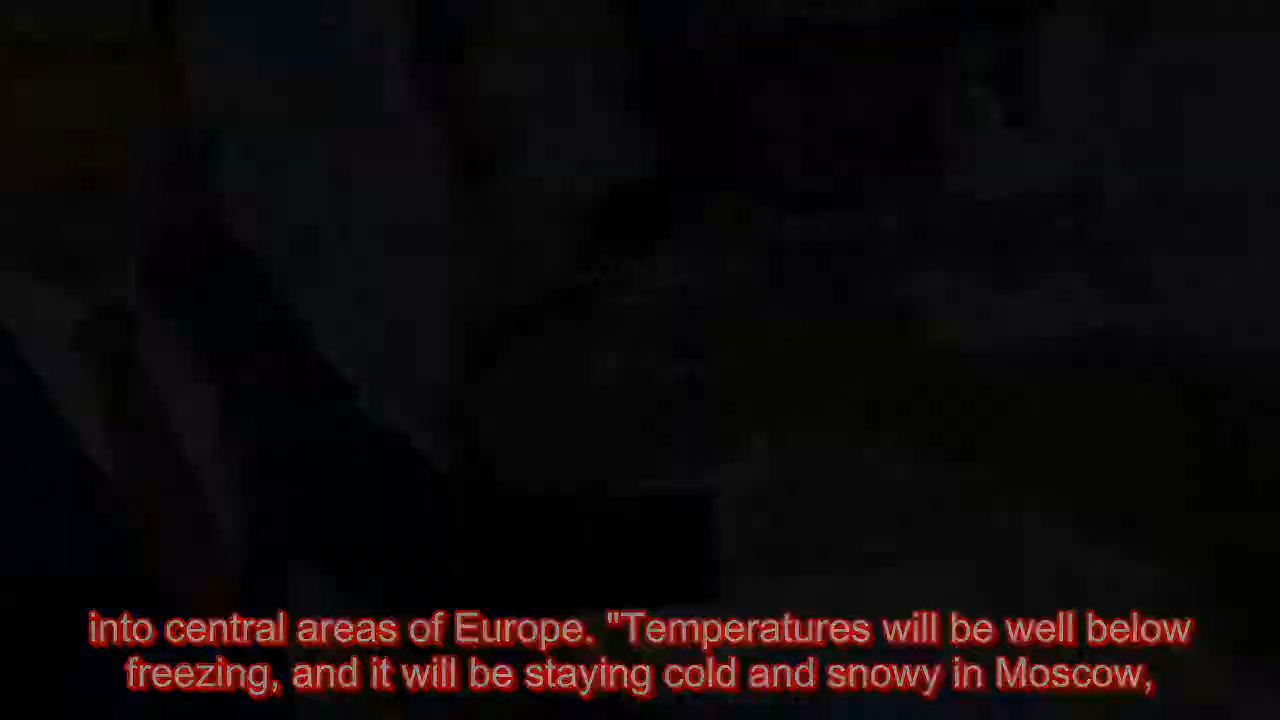 into central areas of Europe. "Temperatures will be well below
freezing, and it will be staying cold and snowy in Moscow,